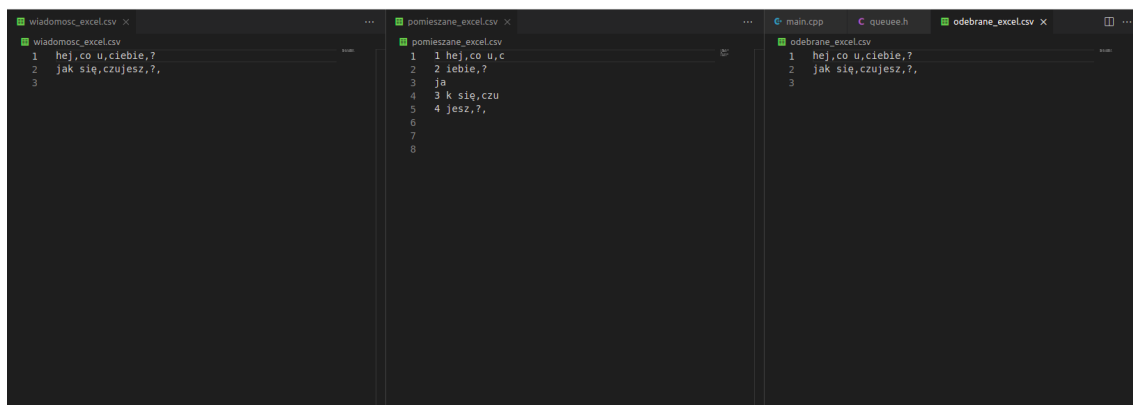 wiadomosc_excel.csv
wiadomosc_excel.csv
1 hej,co u,ciebie,?
2 jak się,czujesz,?,
3
pomieszane_excel.csv
pomieszane_excel.csv
1 1 hej,co u,c
2 2 iebie,?
3 ja
4 3 k się,czu
5 4 jesz,?,
6
7
8
main.cpp C queuee.h odebrane_excel.csv
odebrane_excel.csv
1 hej,co u,ciebie,?
2 jak się,czujesz,?,
3